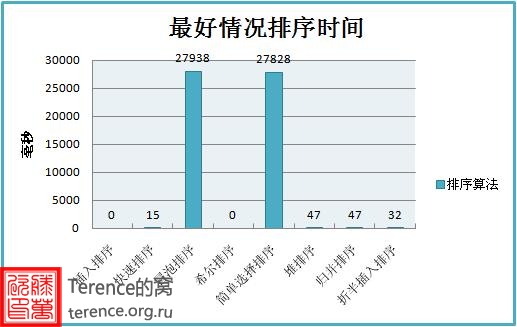 最好情况排序时间
毫秒
30000
25000
20000
15000
10000
5000
0
0
15
27938
0
27828
47
47
32
插入排序
快速排序
冒泡排序
希尔排序
简单选择排序
堆排序
归并排序
折半插入排序
排序算法
Terence的窝
terence.org.ru